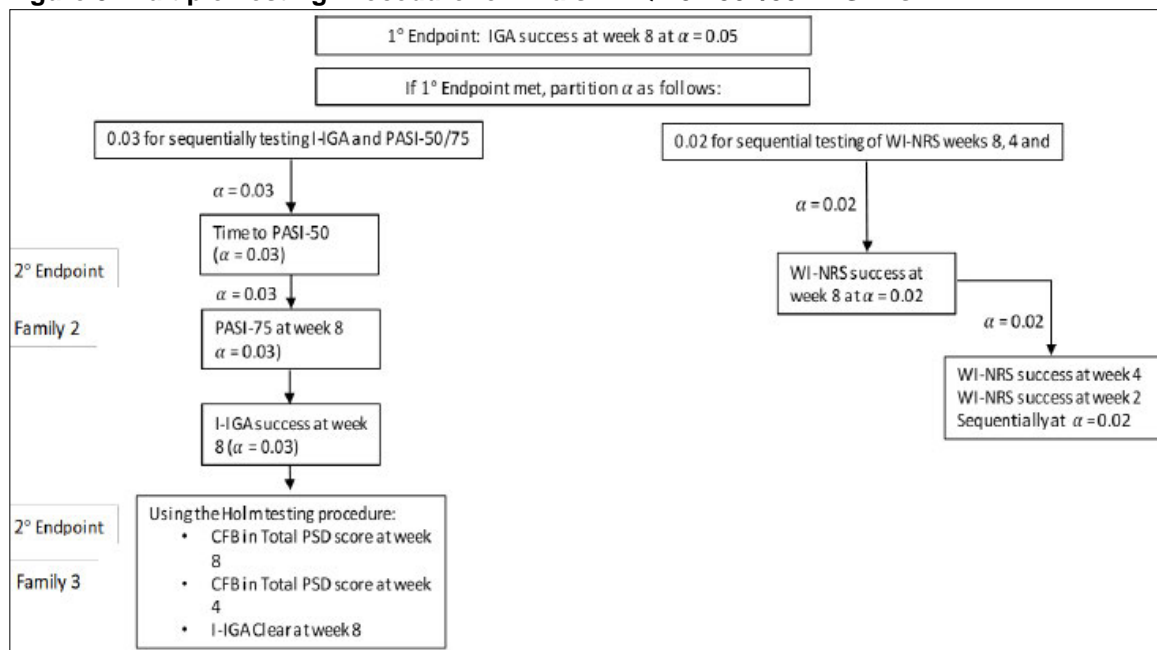 1° Endpoint: IGA success at week 8 at α = 0.05
If 1° Endpoint met, partition α as follows:
0.03 for sequentially testing I-IGA and PASI-50/75
0.02 for sequential testing of WI-NRS weeks 8, 4 and
α = 0.03
α = 0.02
Time to PASI-50
(α = 0.03)
2° Endpoint
Family 2
α = 0.03
PASI-75 at week 8
α = 0.03)
WI-NRS success at
week 8 at α = 0.02
α = 0.02
WI-NRS success at week 4
WI-NRS success at week 2
Sequentially at α = 0.02
I-IGA success at week
8 (α = 0.03)
2° Endpoint
Family 3
Using the Holm testing procedure:
• CFB in Total PSD score at week
8
• CFB in Total PSD score at week
4
• I-IGA Clear at week 8